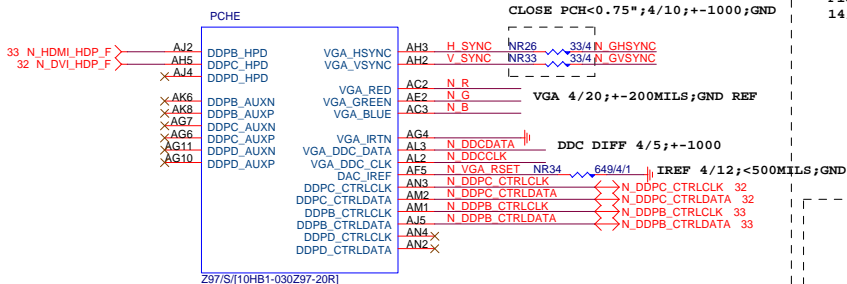 CLOSE PCH<0.75";4/10;+-1000;GND
14
PCHE
33 N_HDMI_HDP_F AJ2 DDPB_HPD VGA_HSYNC AH3 H_SYNC NR26 33/4 N_GHSYNC
32 N_DVI_HDP_F AH5 DDPC_HPD VGA_VSYNC AH2 V_SYNC NR33 33/4 N_GVSYNC
AJ4 DDPD_HPD
VGA_RED AC2 N_R
AK6 DDPB_AUXN VGA_GREEN AE2 N_G VGA 4/20;+-200MILS;GND REF
AK8 DDPB_AUXP VGA_BLUE AC3 N_B
AG7 DDPC_AUXN
AG6 DDPC_AUXP VGA_IRTN AG4
AG11 DDPD_AUXN VGA_DDC_DATA AL3 N_DDCDATA DDC DIFF 4/5;+-1000
AG10 DDPD_AUXP VGA_DDC_CLK AL2 N_DDCCLK
DAC_IREF AF5 N_VGA_RSET NR34 649/4/1 IREF 4/12;<500MILS;GND
DDPC_CTRLCLK AN3 N_DDPC_CTRLCLK N_DDPC_CTRLCLK 32
DDPC_CTRLDATA AM2 N_DDPC_CTRLDATA N_DDPC_CTRLDATA 32
DDPB_CTRLCLK AM1 N_DDPB_CTRLCLK N_DDPB_CTRLCLK 33
DDPB_CTRLDATA AJ5 N_DDPB_CTRLDATA N_DDPB_CTRLDATA 33
DDPD_CTRLCLK AN4
DDPD_CTRLDATA AN2
Z97/S/[10HB1-030Z97-20R]